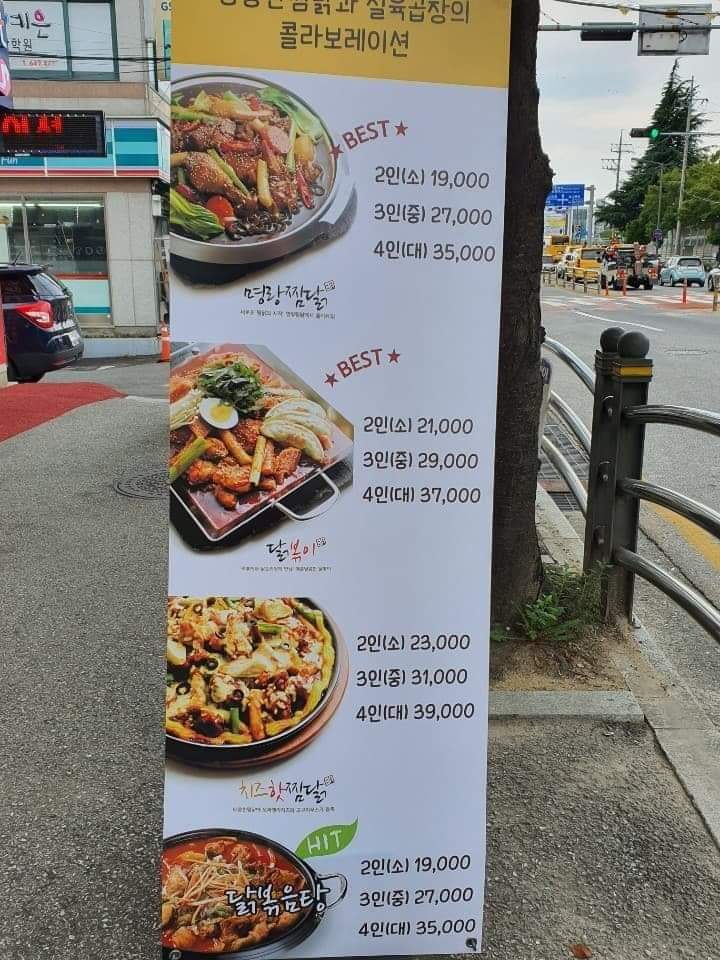 콜라보레이션
★BEST★
2인(소) 19,000
3인(중) 27,000
4인(대) 35,000
명랑찜닭
★BEST★
2인(소) 21,000
3인(중) 29,000
4인(대) 37,000
닭볶이
2인(소) 23,000
3인(중) 31,000
4인(대) 39,000
치즈핫찜닭
HIT
닭볶음탕
2인(소) 19,000
3인(중) 27,000
4인(대) 35,000